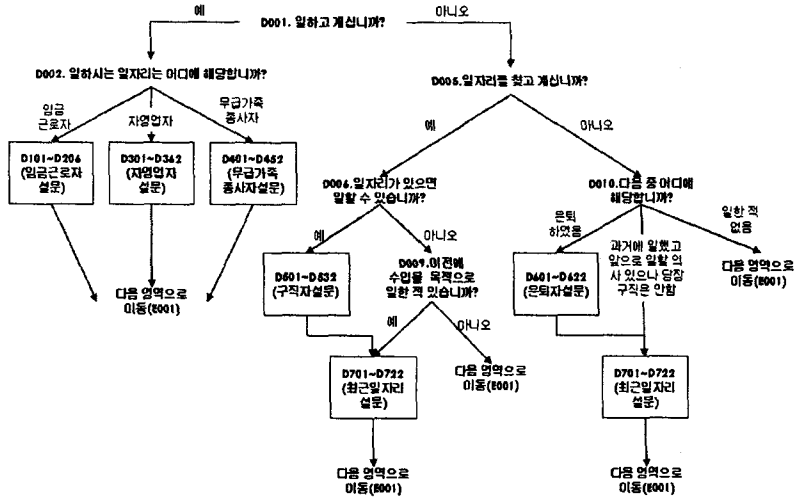 예
D001. 일하고 계십니까?
아니오
D002. 일하시는 일자리는 어디에 해당합니까?
D005.일자리를 찾고 계십니까?
임금
근로자
자영업자
무급가족
종사자
예
아니오
D101~D206
(임금근로자
설문)
D301~D362
(자영업자
설문)
D401~D452
(무급가족
종사자설문)
D006.일자리가 있으면
일할 수 있습니까?
D010.다음 중 어디에
해당합니까?
예
아니오
은퇴
하였음
일한 적
없음
D501~D532
(구직자설문)
D009.이전에
수입을 목적으로
일한 적 있습니까?
D601~D622
(은퇴자설문)
과거에 일했고
앞으로 일할 의
사 있으나 당장
구직은 안함
다음 영역으로
이동(E001)
다음 영역으로
이동(E001)
예
아니오
D701~D722
(최근일자리
설문)
다음 영역으로
이동(E001)
D701~D722
(최근일자리
설문)
다음 영역으로
이동(E001)
다음 영역으로
이동(E001)